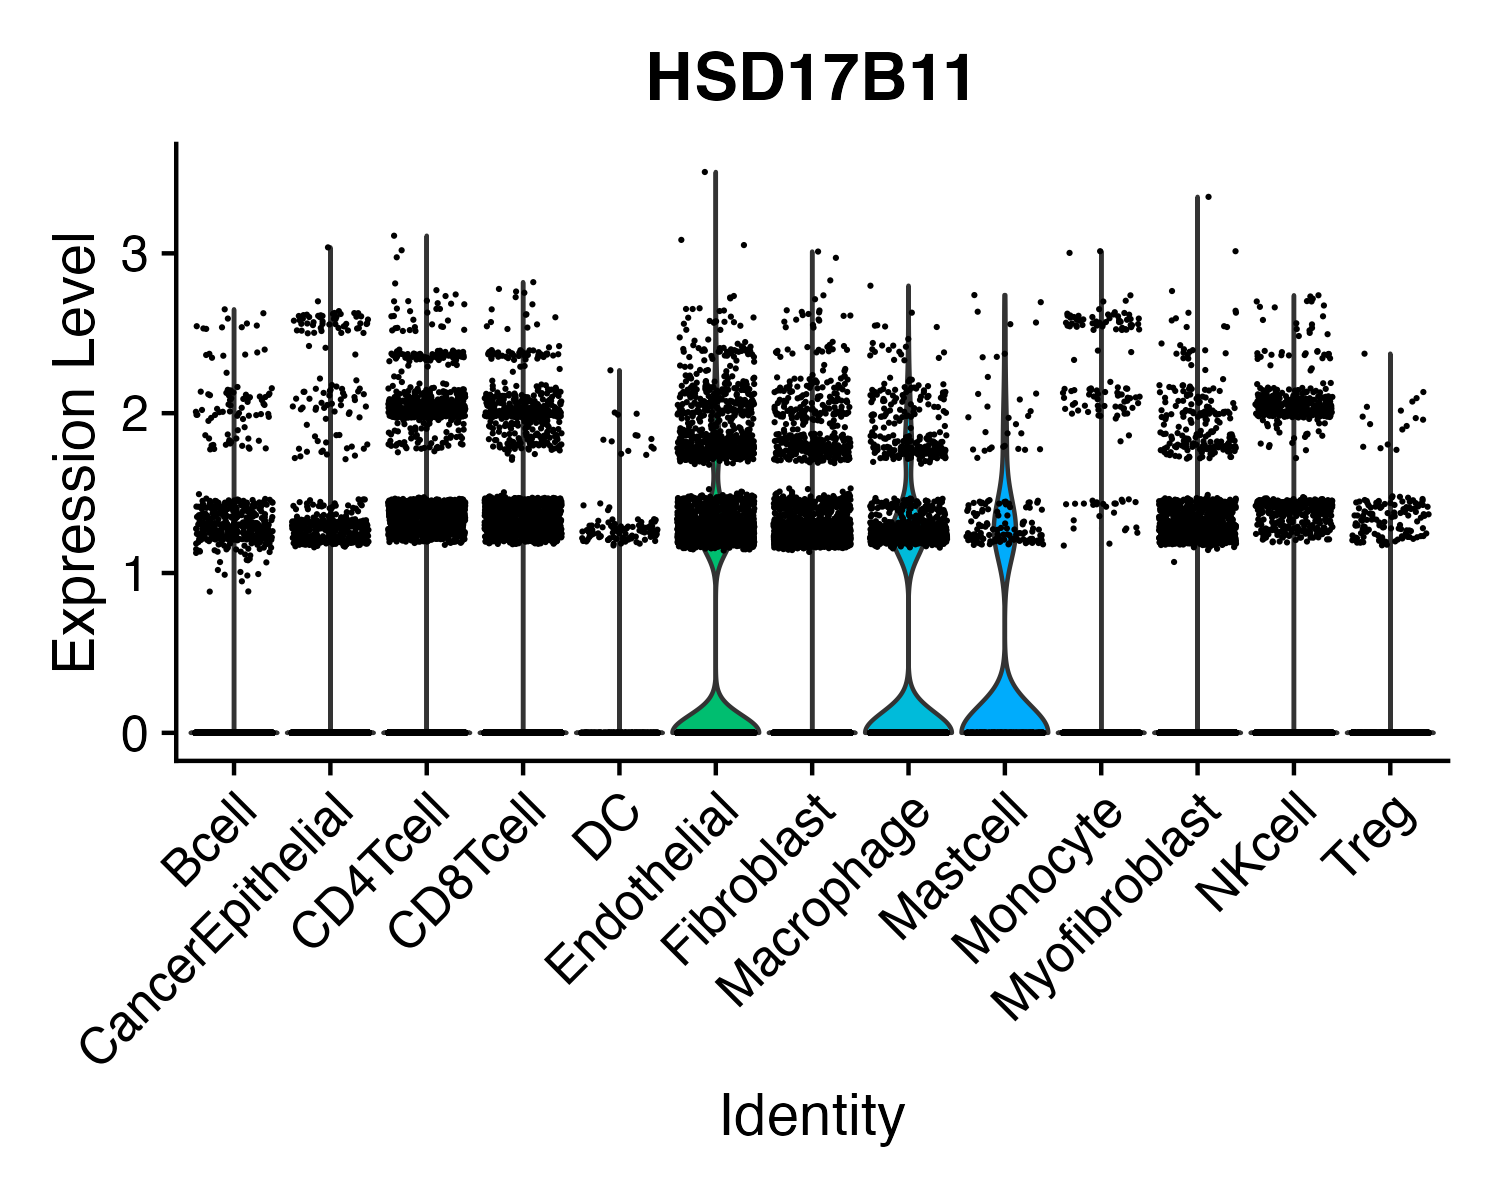 HSD17B11
Expression Level
3
2
1
0
Bcell
CancerEpithelial
CD4Tcell
CD8Tcell
DC
Endothelial
Fibroblast
Macrophage
Mastcell
Monocyte
Myofibroblast
NKcell
Treg
Identity